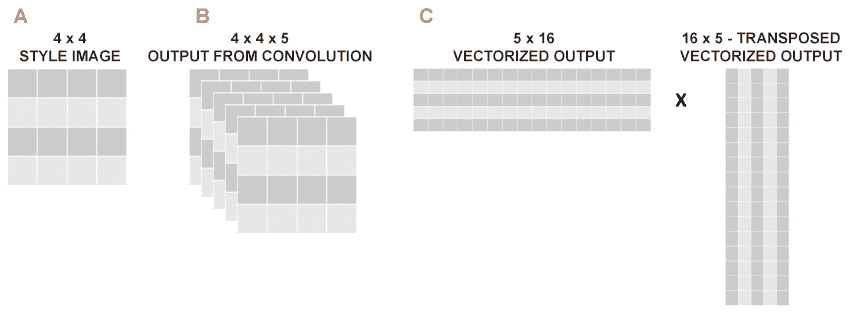 A
4 x 4
STYLE IMAGE
B
4 x 4 x 5
OUTPUT FROM CONVOLUTION
C
5 x 16
VECTORIZED OUTPUT
X
16 x 5 - TRANSPOSED
VECTORIZED OUTPUT